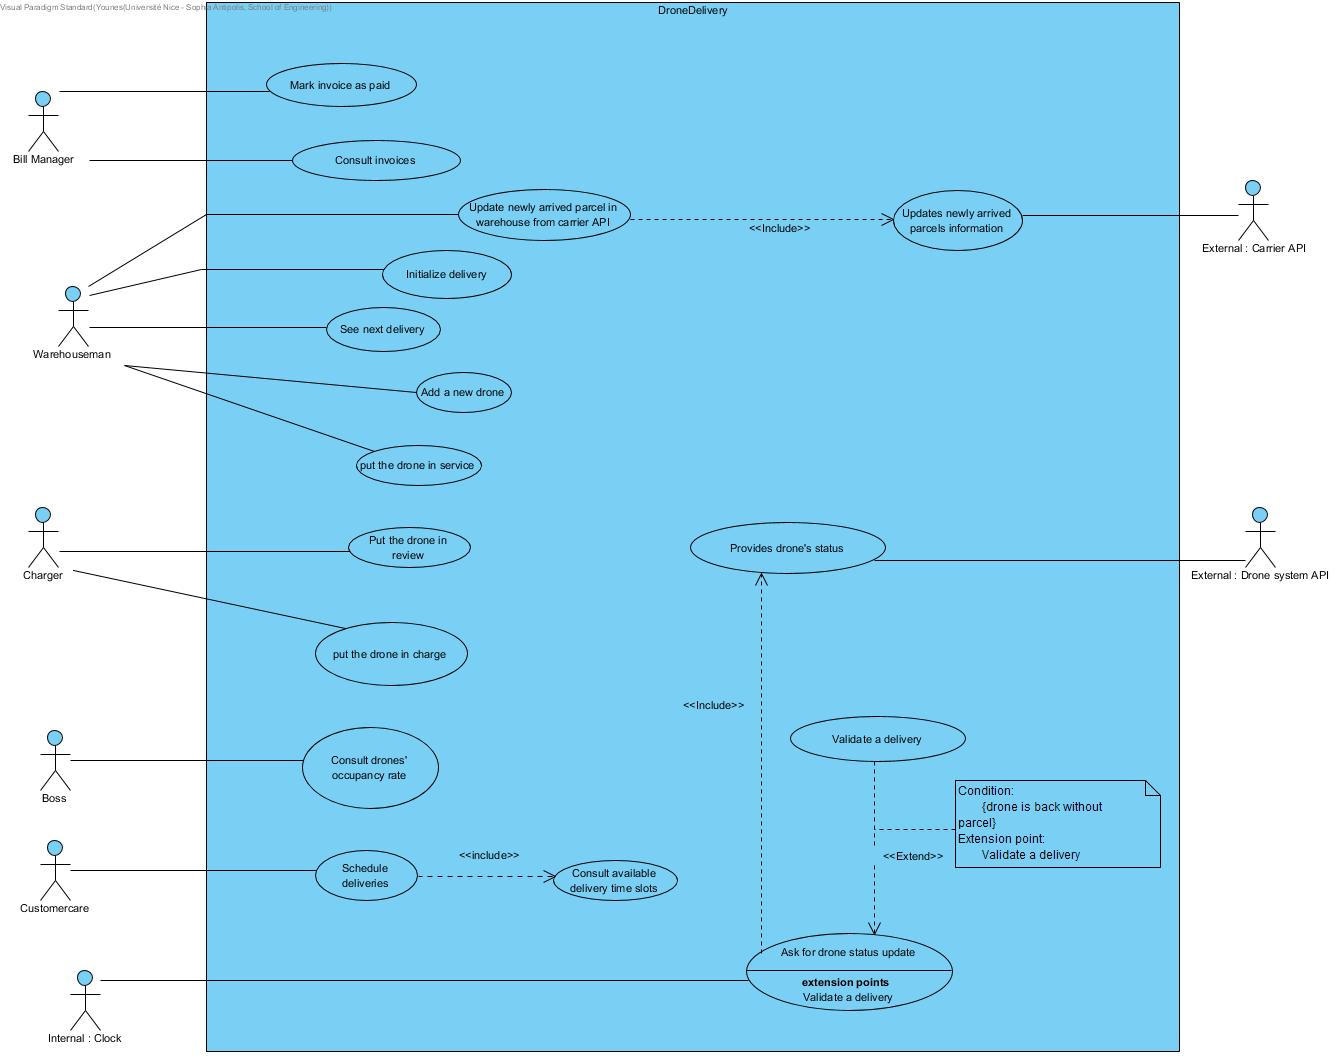 Visual Paradigm Standard(Younes(Université Nice - Sophia Antipolis, School of Engineering))
DroneDelivery
Mark invoice as paid
Bill Manager
Consult invoices
Update newly arrived parcel in
warehouse from carrier API
<<Include>>
Updates newly arrived
parcels information
External : Carrier API
Initialize delivery
See next delivery
Warehouseman
Add a new drone
put the drone in service
Put the drone in
review
Charger
Provides drone's status
External : Drone system API
put the drone in charge
<<Include>>
Validate a delivery
Consult drones'
occupancy rate
Boss
Condition:
{drone is back without
parcel}
Extension point:
Validate a delivery
<<Extend>>
Schedule
deliveries
<<include>>
Consult available
delivery time slots
Customercare
Ask for drone status update
extension points
Validate a delivery
Internal : Clock